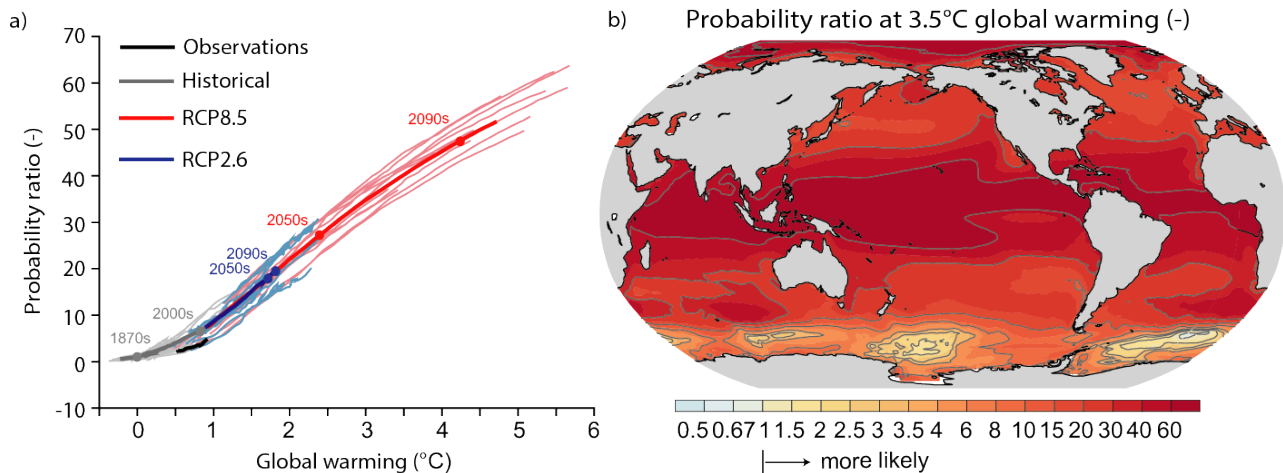 a)
70
60
50
40
30
20
10
0
-10
Probability ratio (-)
Observations
Historical
RCP8.5
RCP2.6
2090s
2050s
2090s
2050s
2000s
1870s
0 1 2 3 4 5 6
Global warming (°C)
b) Probability ratio at 3.5°C global warming (-)
0.5 0.67 1 1.5 2 2.5 3 3.5 4 6 8 10 15 20 30 40 60
more likely